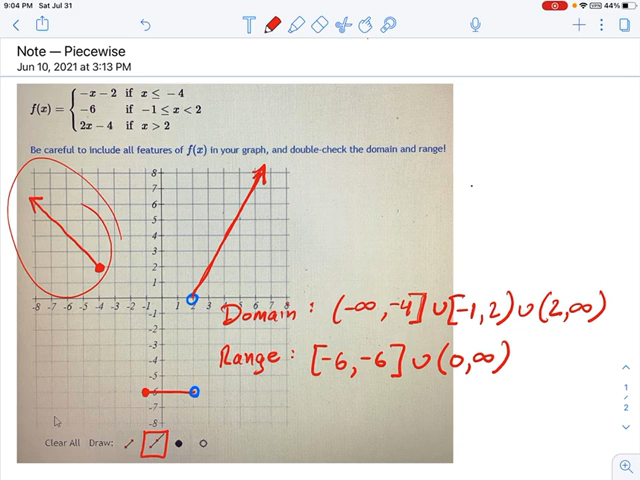 9:04 PM Sat Jul 31
VPN 44%
T
Note — Piecewise
Jun 10, 2021 at 3:13 PM
f(x) = { −x − 2 if x ≤ −4
−6 if −1 ≤ x < 2
2x − 4 if x > 2
Be careful to include all features of f(x) in your graph, and double-check the domain and range!
8
7
6
5
4
3
2
1
-8 -7 -6 -5 -4 -3 -2 -1 1 2 3 4 5 6 7 8
-1
Domain : (-∞, -4] ∪ [-1, 2) ∪ (2, ∞)
-2
-3
Range : [-6, -6] ∪ (0, ∞)
-4
-5
-6
-7
-8
1
/
2
Clear All Draw: